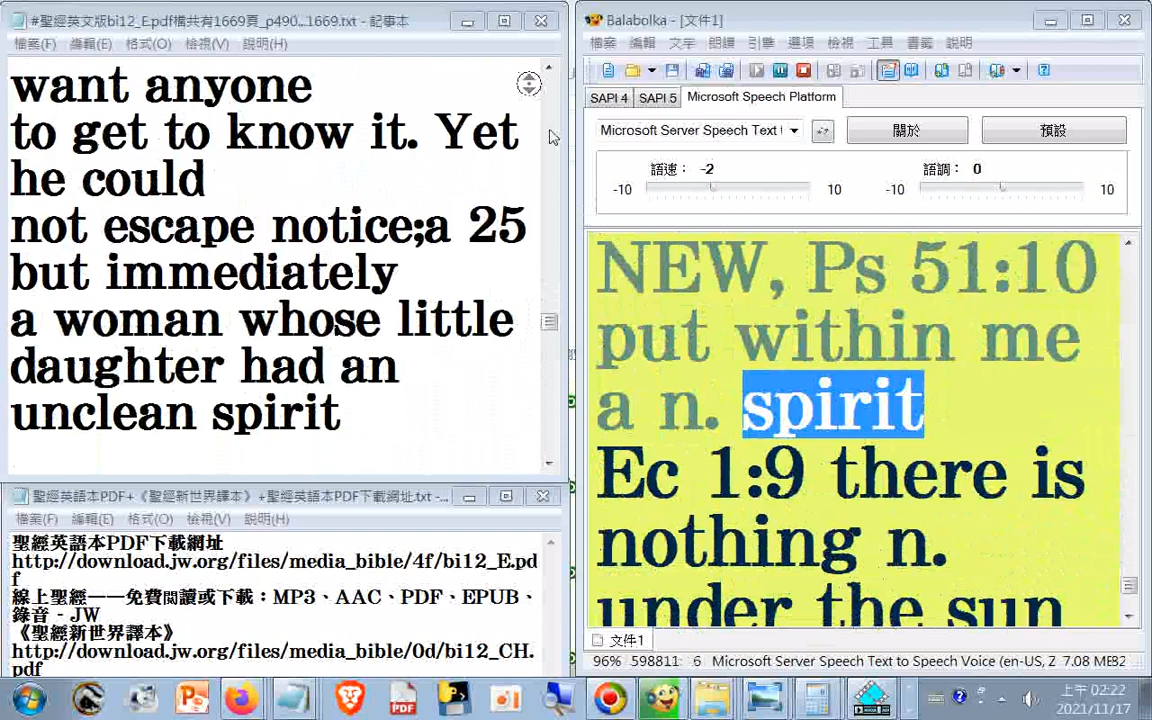 #聖經英文版bi12_E.pdf檔共有1669頁_p490...1669.txt - 記事本
檔案(F) 編輯(E) 格式(O) 檢視(V) 說明(H)
want anyone
to get to know it. Yet
he could
not escape notice;a 25
but immediately
a woman whose little
daughter had an
unclean spirit
聖經英語本PDF+《聖經新世界譯本》+聖經英語本PDF下載網址.txt -...
檔案(F) 編輯(E) 格式(O) 檢視(V) 說明(H)
聖經英語本PDF下載網址
http://download.jw.org/files/media_bible/4f/bi12_E.pd
f
線上聖經——免費閱讀或下載：MP3、AAC、PDF、EPUB、
錄音 - JW
《聖經新世界譯本》
http://download.jw.org/files/media_bible/0d/bi12_CH.
pdf
Balabolka - [文件1]
檔案 編輯 文字 朗讀 引擎 選項 檢視 工具 書籤 說明
SAPI 4 SAPI 5 Microsoft Speech Platform
Microsoft Server Speech Text 關於 預設
語速： -2 語調： 0
-10 10 -10 10
NEW, Ps 51:10
put within me
a n. spirit
Ec 1:9 there is
nothing n.
under the sun
文件1
96% 598811: 6 Microsoft Server Speech Text to Speech Voice (en-US, Z 7.08 MB
上午 02:22
2021/11/17